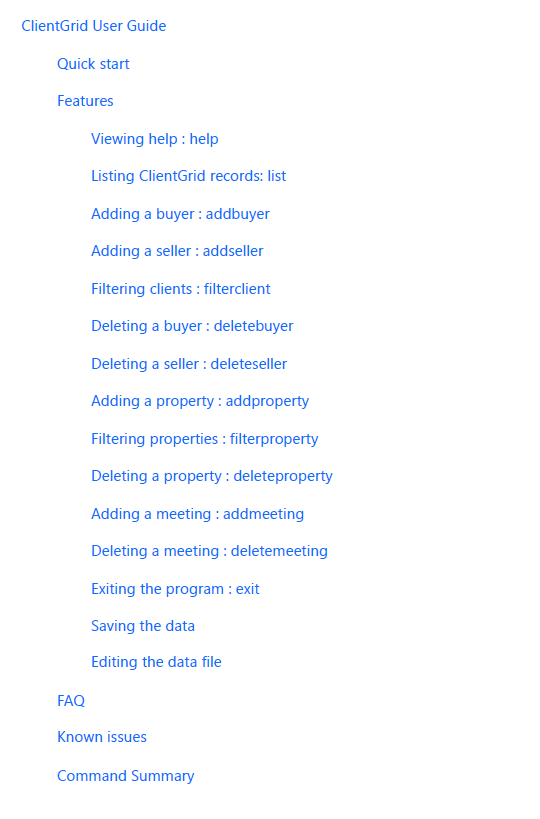 ClientGrid User Guide
Quick start
Features
Viewing help : help
Listing ClientGrid records: list
Adding a buyer : addbuyer
Adding a seller : addseller
Filtering clients : filterclient
Deleting a buyer : deletebuyer
Deleting a seller : deleteseller
Adding a property : addproperty
Filtering properties : filterproperty
Deleting a property : deleteproperty
Adding a meeting : addmeeting
Deleting a meeting : deletemeeting
Exiting the program : exit
Saving the data
Editing the data file
FAQ
Known issues
Command Summary